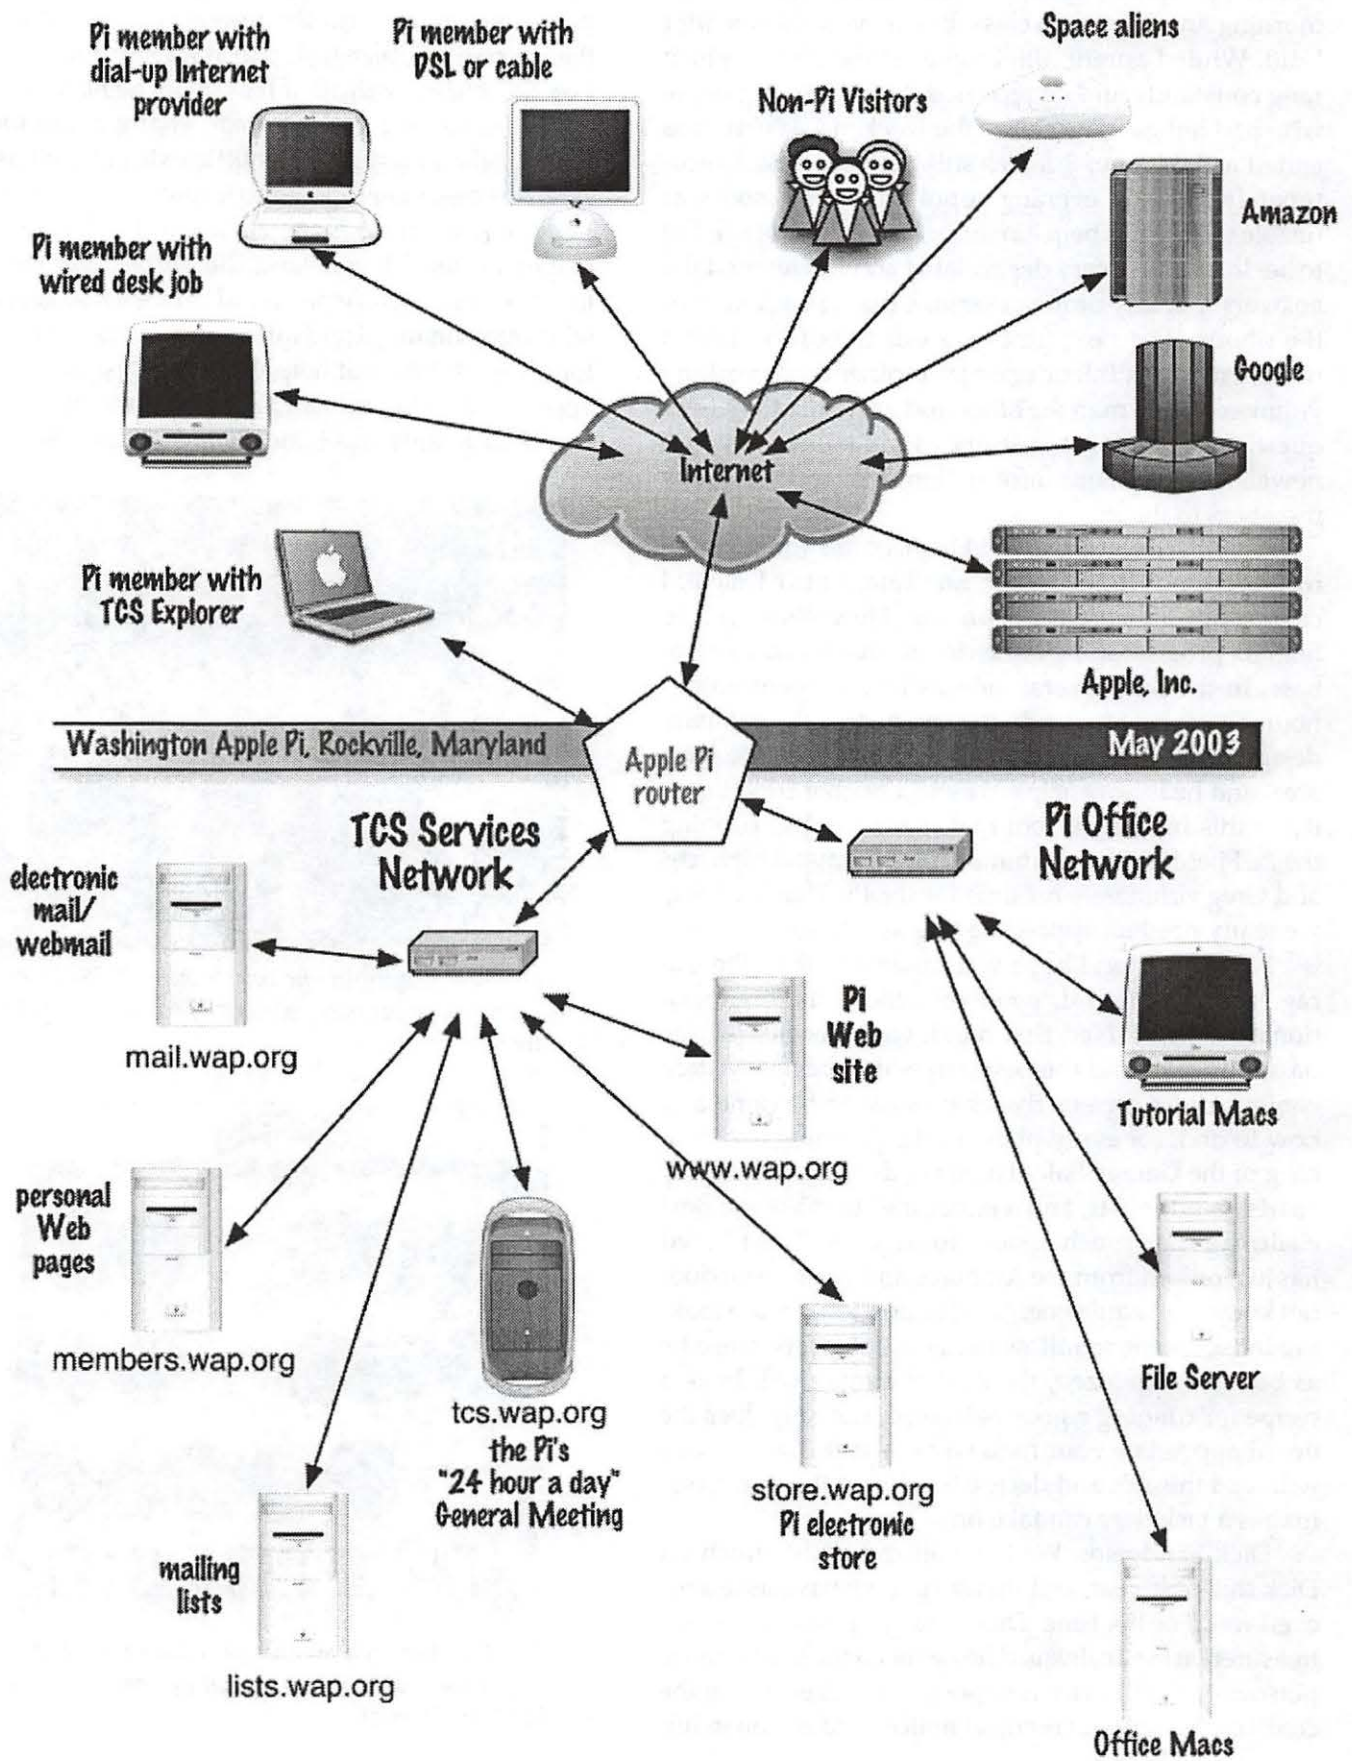 Pi member with
dial-up Internet
provider
Pi member with
DSL or cable
Space aliens
Non-Pi Visitors
Amazon
Pi member with
wired desk job
Google
Internet
Pi member with
TCS Explorer
Apple, Inc.
Washington Apple Pi, Rockville, Maryland
May 2003
Apple Pi
router
TCS Services
Network
Pi Office
Network
electronic
mail/
webmail
mail.wap.org
Pi
Web
site
www.wap.org
Tutorial Macs
personal
Web
pages
members.wap.org
tcs.wap.org
the Pi's
"24 hour a day"
General Meeting
File Server
store.wap.org
Pi electronic
store
mailing
lists
lists.wap.org
Office Macs